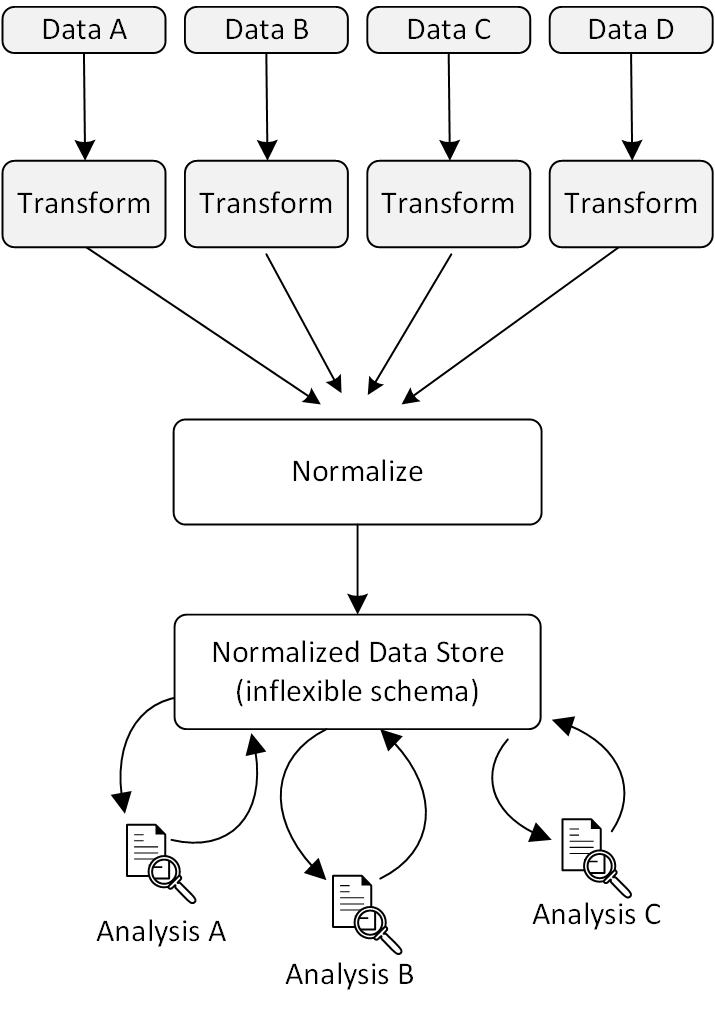 Data A
Data B
Data C
Data D
Transform
Transform
Transform
Transform
Normalize
Normalized Data Store
(inflexible schema)
Analysis A
Analysis B
Analysis C